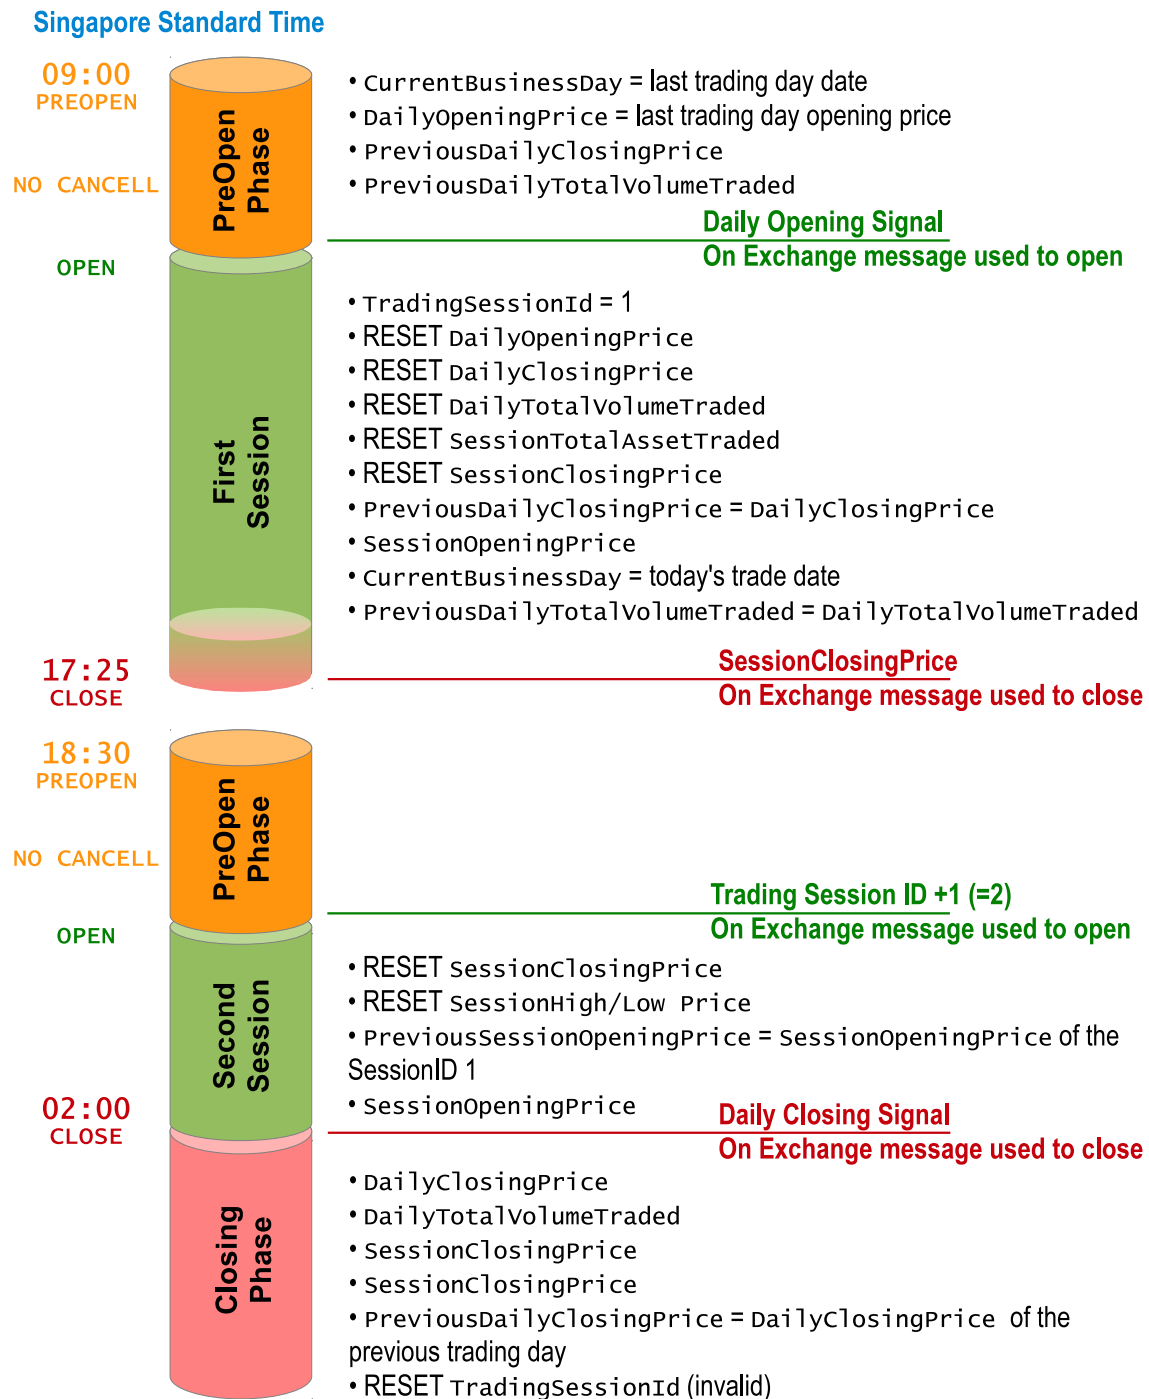 Singapore Standard Time
09:00
PREOPEN
NO CANCELL
PreOpen
Phase
• CurrentBusinessDay = last trading day date
• DailyOpeningPrice = last trading day opening price
• PreviousDailyClosingPrice
• PreviousDailyTotalVolumeTraded
Daily Opening Signal
On Exchange message used to open
OPEN
First
Session
• TradingSessionId = 1
• RESET DailyOpeningPrice
• RESET DailyClosingPrice
• RESET DailyTotalVolumeTraded
• RESET SessionTotalAssetTraded
• RESET SessionClosingPrice
• PreviousDailyClosingPrice = DailyClosingPrice
• SessionOpeningPrice
• CurrentBusinessDay = today's trade date
• PreviousDailyTotalVolumeTraded = DailyTotalVolumeTraded
17:25
CLOSE
SessionClosingPrice
On Exchange message used to close
18:30
PREOPEN
NO CANCELL
PreOpen
Phase
Trading Session ID +1 (=2)
On Exchange message used to open
OPEN
Second
Session
• RESET SessionClosingPrice
• RESET SessionHigh/Low Price
• PreviousSessionOpeningPrice = SessionOpeningPrice of the
SessionID 1
• SessionOpeningPrice
02:00
CLOSE
Daily Closing Signal
On Exchange message used to close
Closing
Phase
• DailyClosingPrice
• DailyTotalVolumeTraded
• SessionClosingPrice
• SessionClosingPrice
• PreviousDailyClosingPrice = DailyClosingPrice of the
previous trading day
• RESET TradingSessionId (invalid)